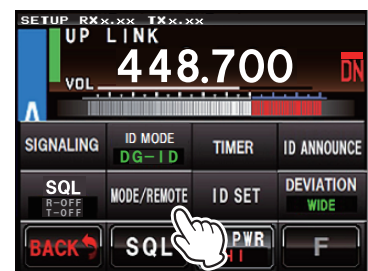 SETUP RXx.xx TXx.xx
UP LINK
VOL 448.700 DN
A
SIGNALING ID MODE TIMER ID ANNOUNCE
DG-ID
SQL MODE/REMOTE ID SET DEVIATION
R-OFF WIDE
T-OFF
BACK SQL PWR F
HI